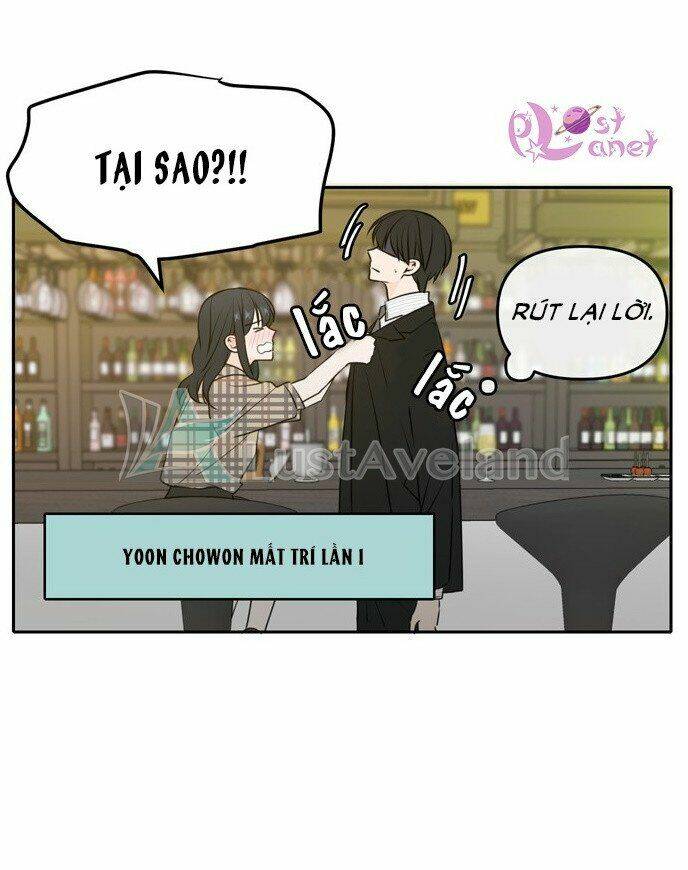 Lost
Planet
TẠI SAO?!!
RÚT LẠI LỜI.
lắc
lắc
LustAveland
YOON CHOWON MẤT TRÍ LẦN 1